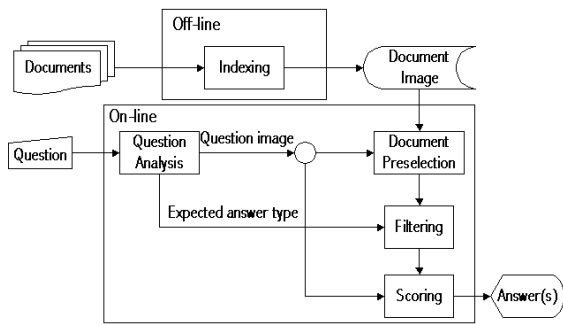 Off-line
Documents
Indexing
Document
Image
On-line
Question
Question
Analysis
Question image
Document
Preselection
Expected answer type
Filtering
Scoring
Answer(s)